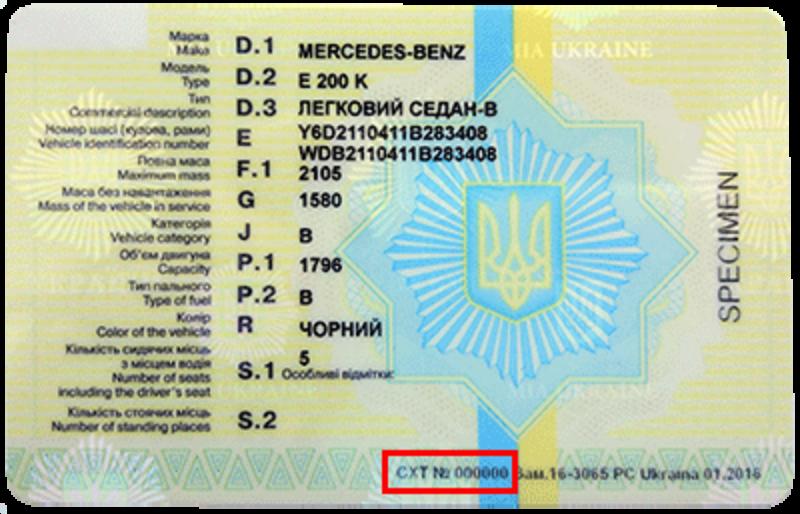 Марка
Make
D.1 MERCEDES-BENZ
MIA UKRAINE
Модель
Type
D.2 E 200 K
Тип
Commercial description
D.3 ЛЕГКОВИЙ СЕДАН-B
Номер шасі (кузова, рами)
Vehicle identification number
E Y6D2110411B283408
WDB2110411B283408
Повна маса
Maximum mass
F.1 2105
Маса без навантаження
Mass of the vehicle in service
G 1580
Категорія
Vehicle category
J B
Об'єм двигуна
Capacity
P.1 1796
Тип пального
Type of fuel
P.2 B
Колір
Color of the vehicle
R ЧОРНИЙ
Кількість сидячих місць
з місцем водія
Number of seats
including the driver's seat
S.1 5
Особливі відмітки:
Кількість стоячих місць
Number of standing places
S.2
SPECIMEN
СХТ № 000000 Зам.16-3065 PC Ukraina 01.2016